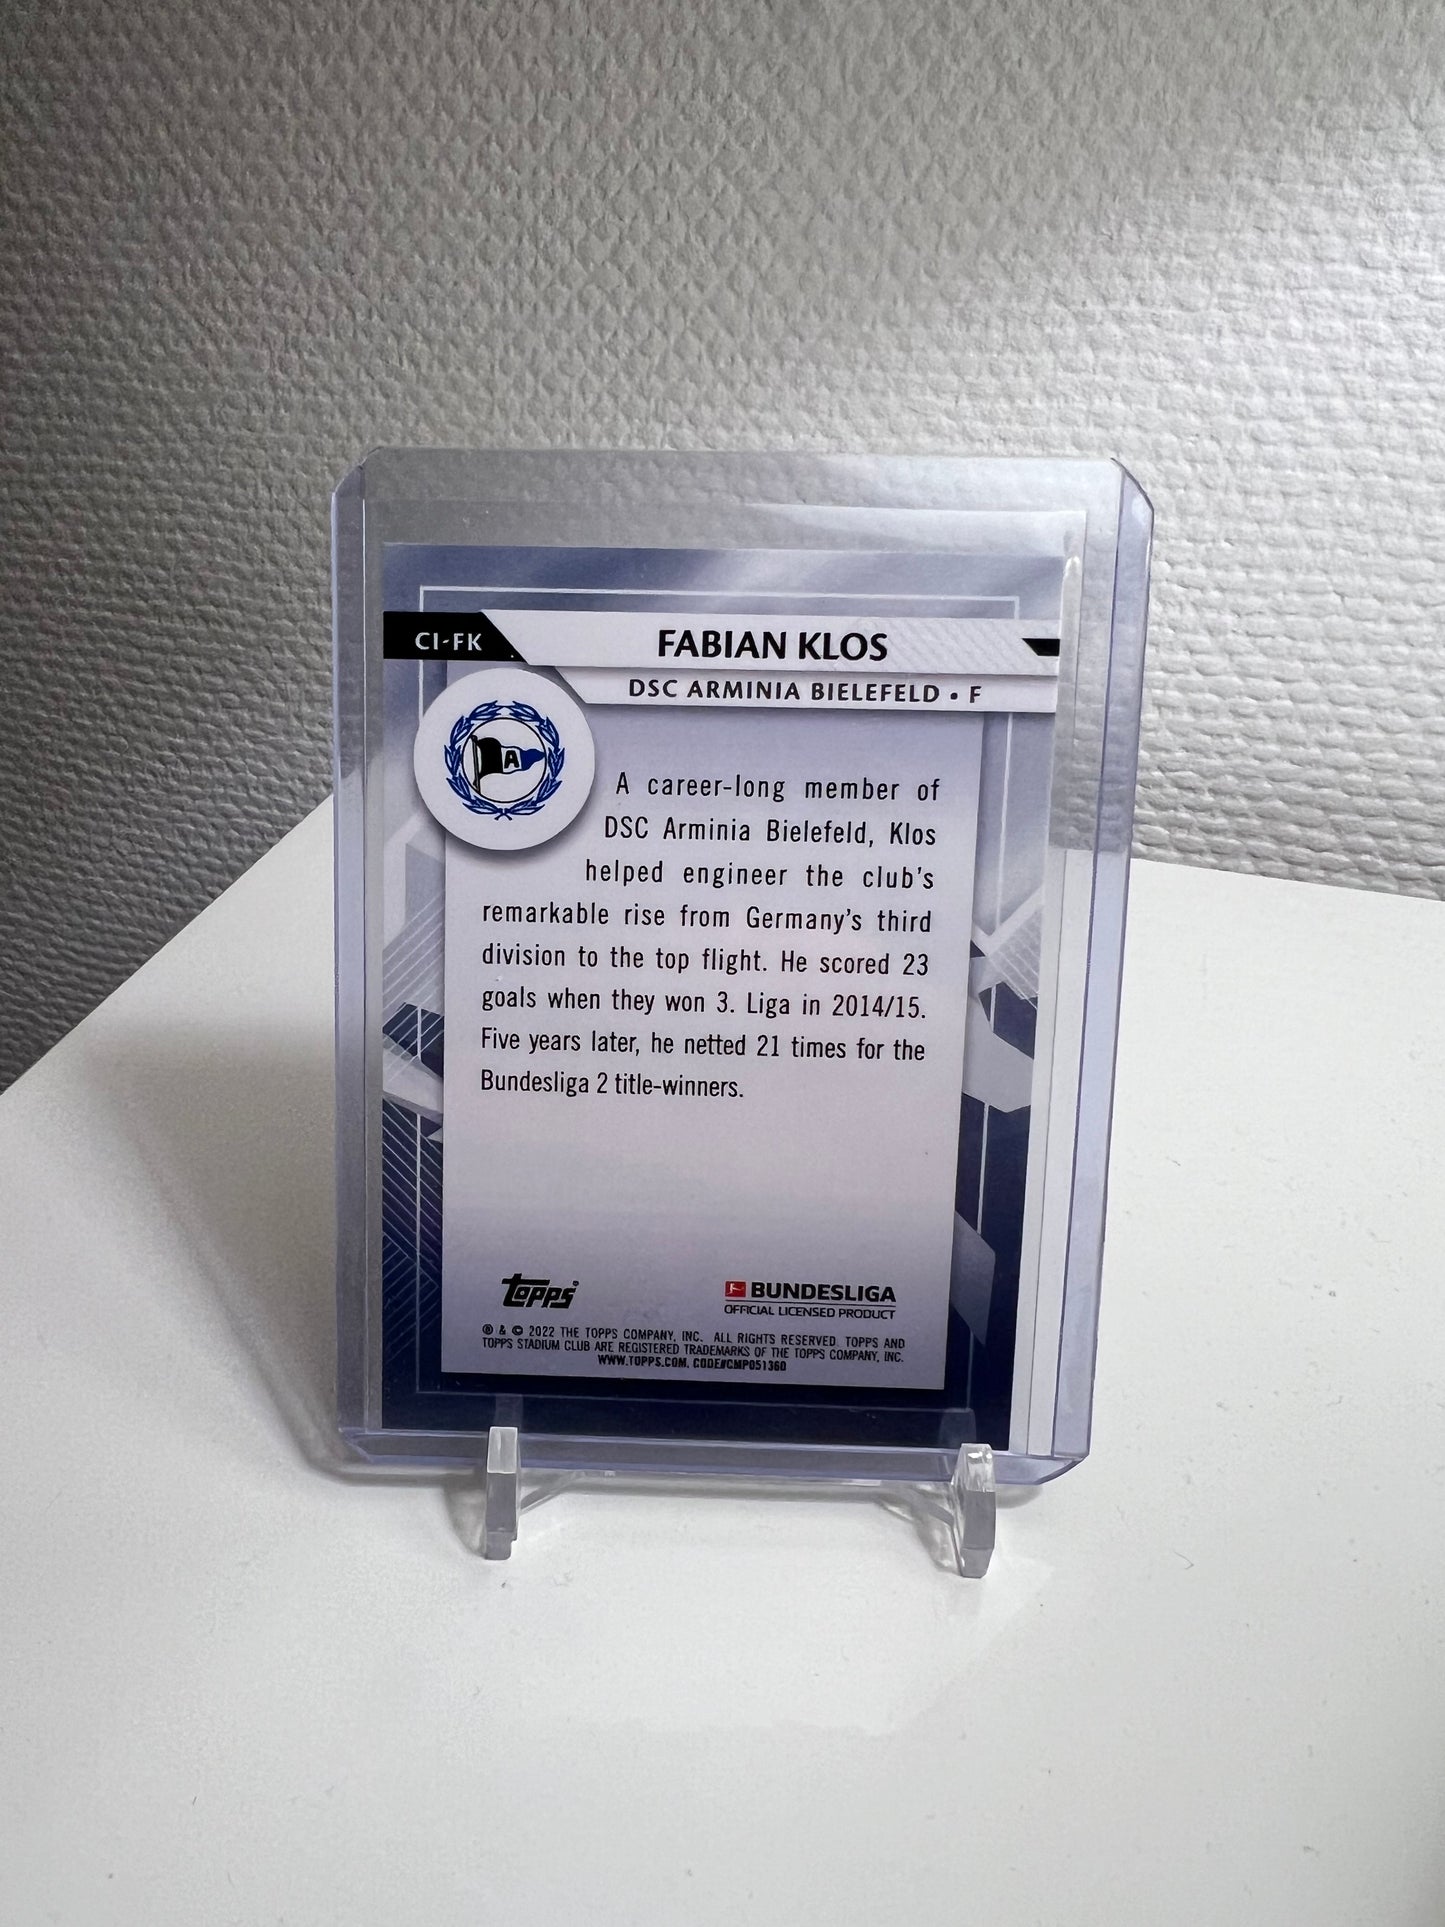 CI-FK
FABIAN KLOS
DSC ARMINIA BIELEFELD • F
A
A career-long member of
DSC Arminia Bielefeld, Klos
helped engineer the club's
remarkable rise from Germany's third
division to the top flight. He scored 23
goals when they won 3. Liga in 2014/15.
Five years later, he netted 21 times for the
Bundesliga 2 title-winners.
topps®
BUNDESLIGA
OFFICIAL LICENSED PRODUCT
® & © 2022 THE TOPPS COMPANY, INC. ALL RIGHTS RESERVED. TOPPS AND
TOPPS STADIUM CLUB ARE REGISTERED TRADEMARKS OF THE TOPPS COMPANY, INC.
WWW.TOPPS.COM, CODE#CMP051360